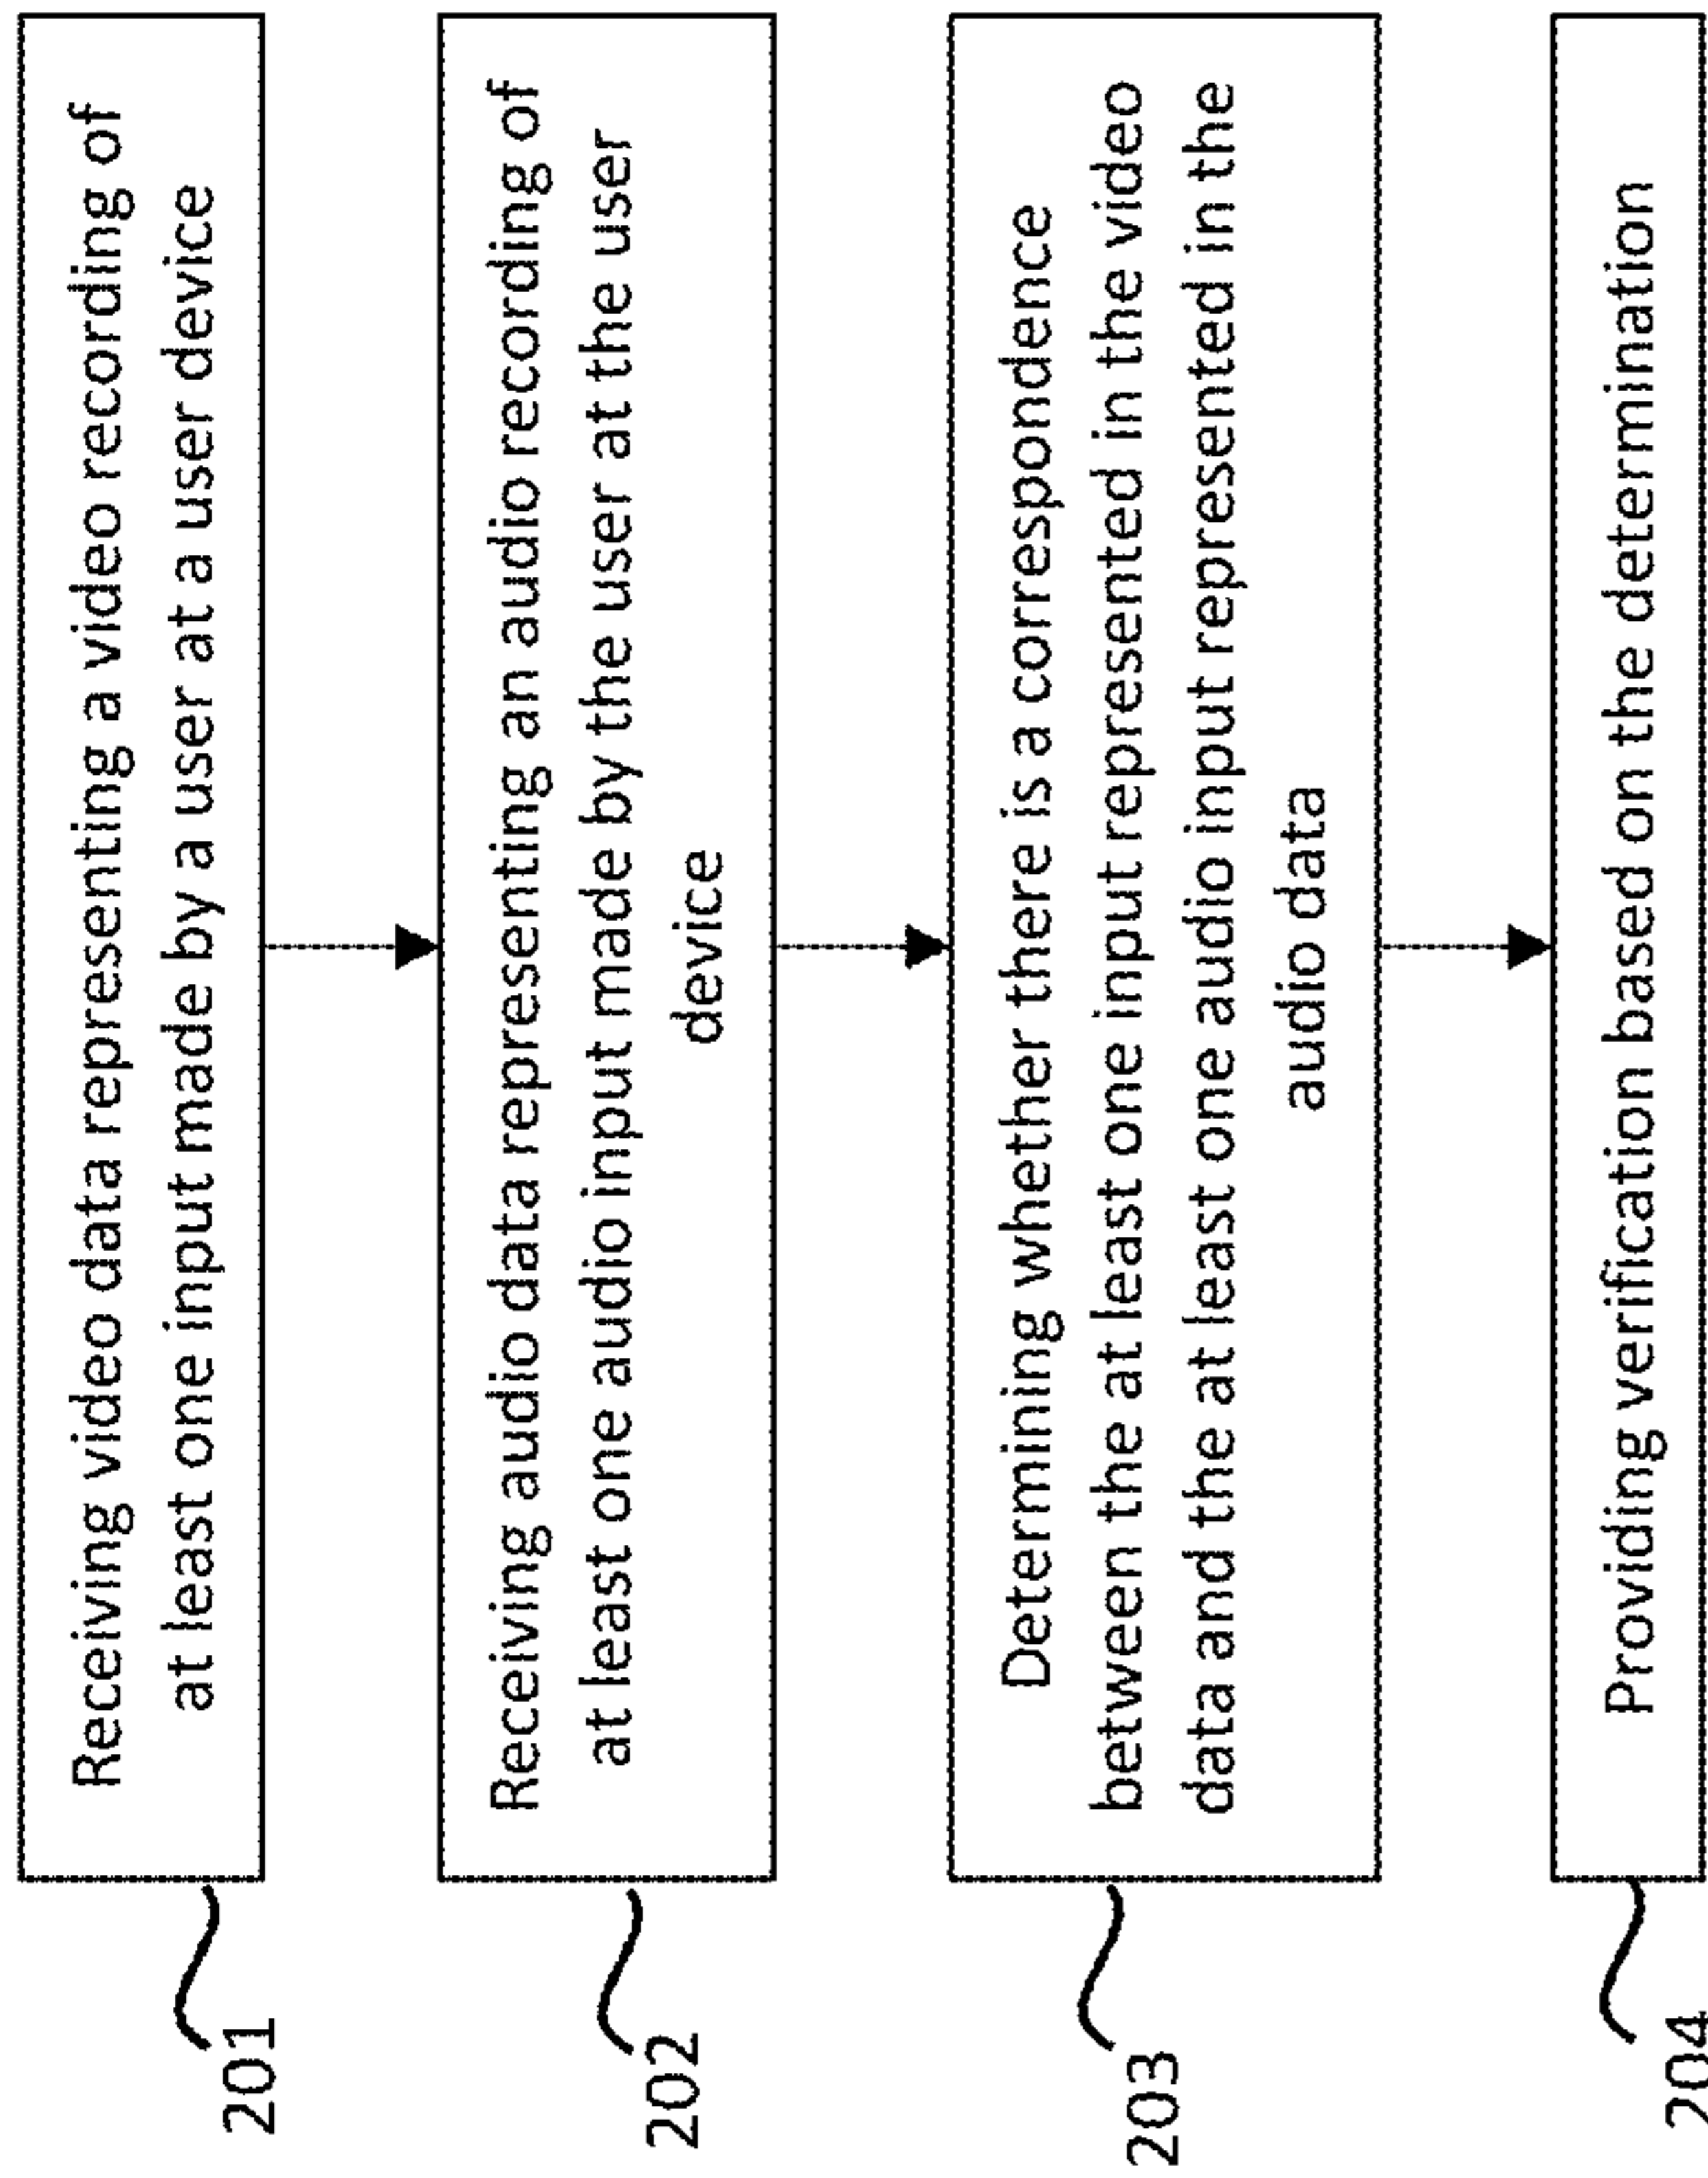 Receiving video data representing a video recording of
at least one input made by a user at a user device
201
Receiving audio data representing an audio recording of
at least one audio input made by the user at the user
device
202
Determining whether there is a correspondence
between the at least one input represented in the video
data and the at least one audio input represented in the
audio data
203
Providing verification based on the determination
204